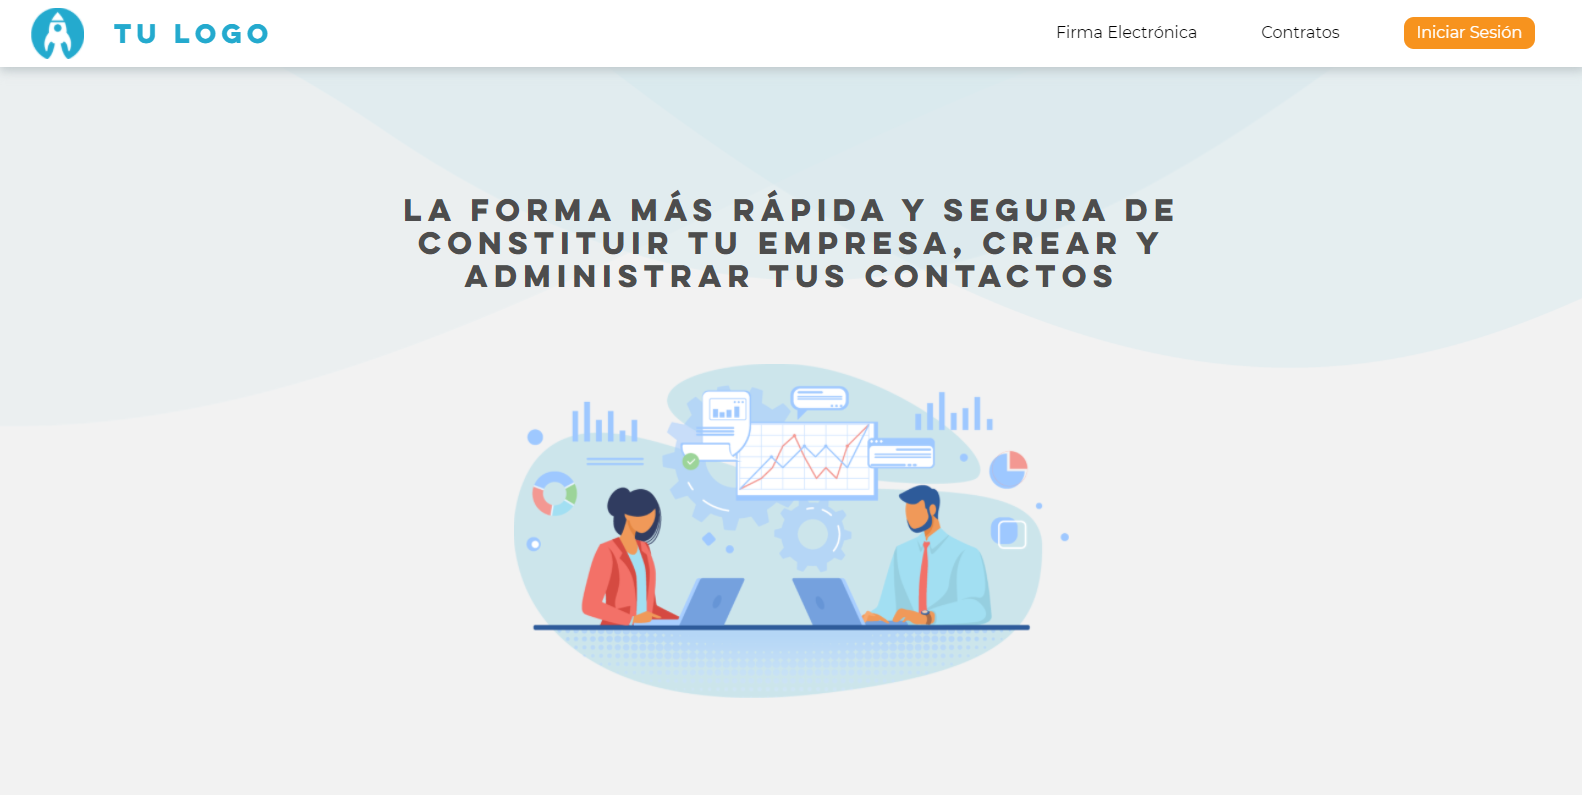 TU LOGO
Firma Electrónica
Contratos
Iniciar Sesión
LA FORMA MÁS RÁPIDA Y SEGURA DE
CONSTITUIR TU EMPRESA, CREAR Y
ADMINISTRAR TUS CONTACTOS